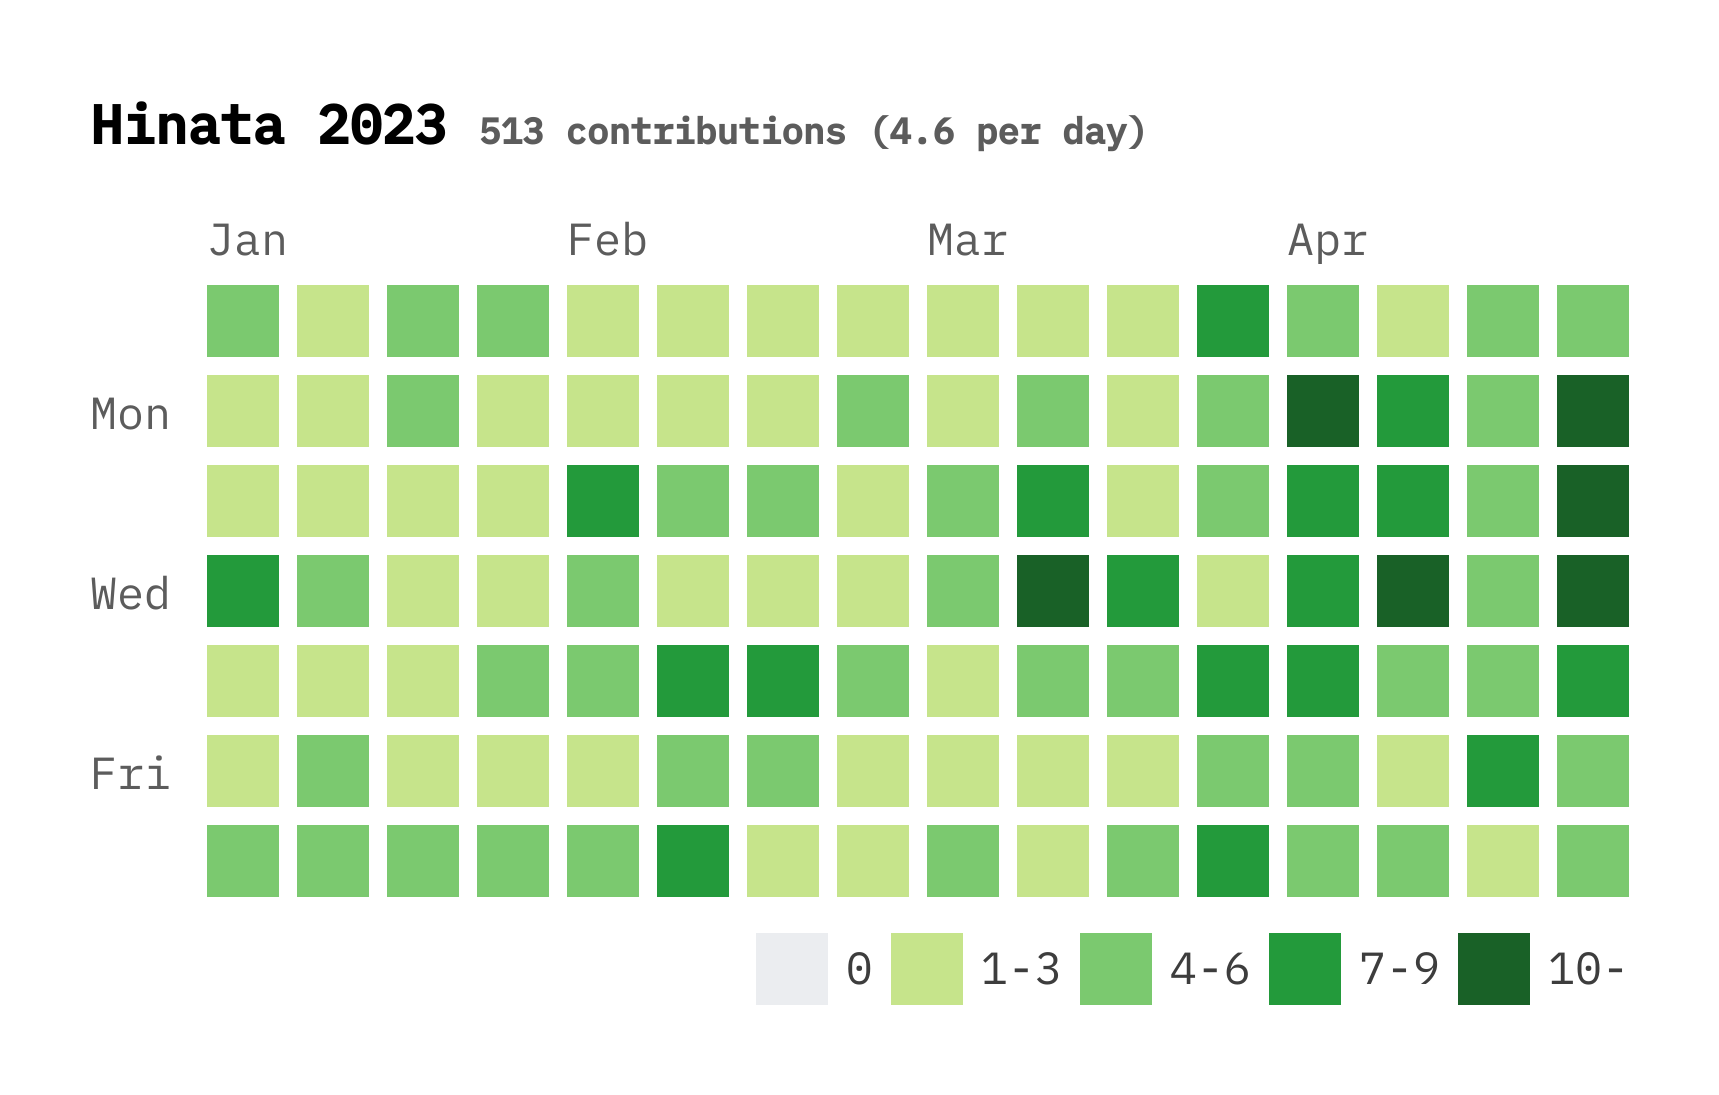 Hinata 2023 513 contributions (4.6 per day)
Jan Feb Mar Apr
Mon
Wed
Fri
0 1-3 4-6 7-9 10-